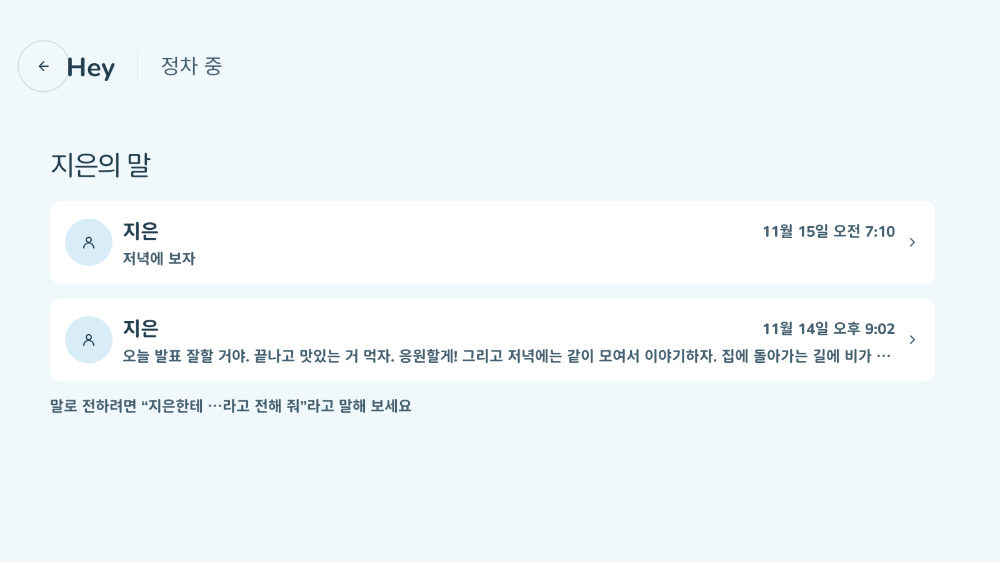 Hey
정차 중
지은의 말
지은
11월 15일 오전 7:10
저녁에 보자
지은
11월 14일 오후 9:02
오늘 발표 잘할 거야. 끝나고 맛있는 거 먹자. 응원할게! 그리고 저녁에는 같이 모여서 이야기하자. 집에 돌아가는 길에 비가 …
말로 전하려면 “지은한테 …라고 전해 줘”라고 말해 보세요